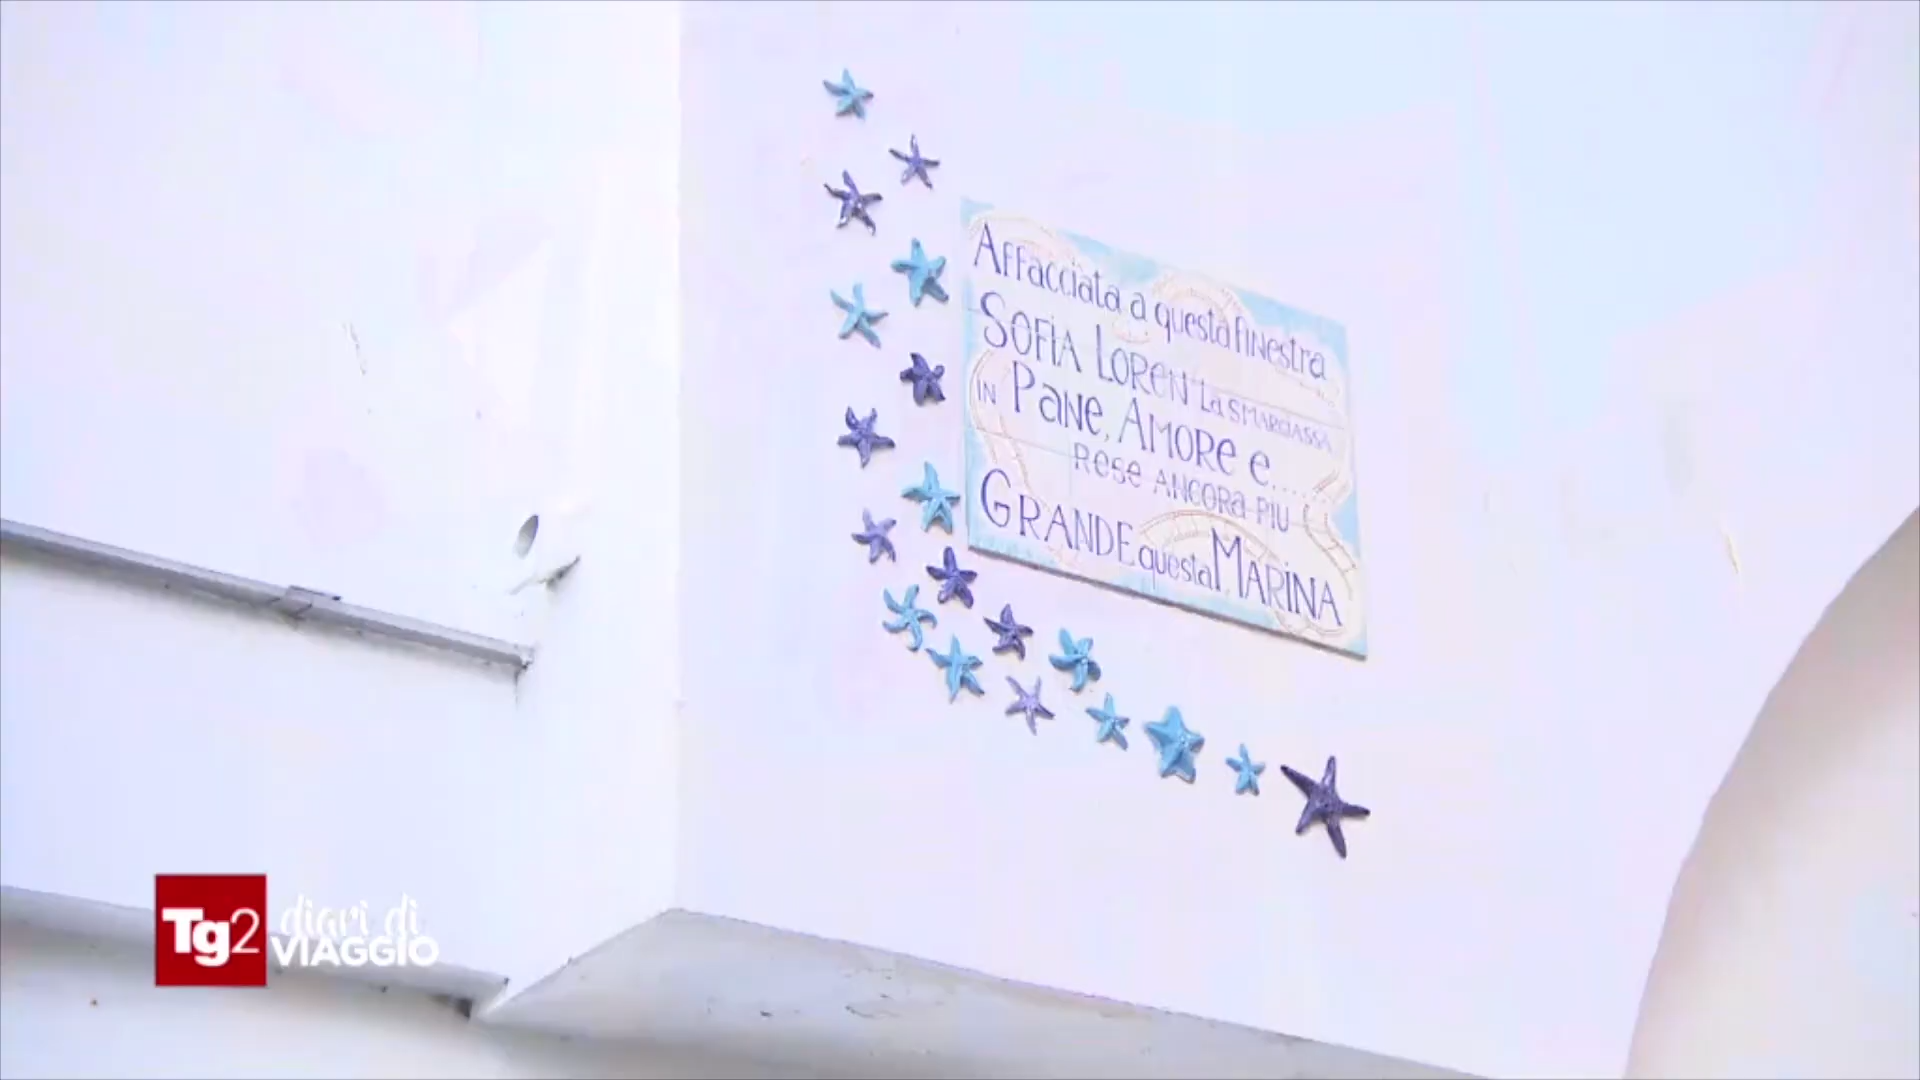 Affacciata a questa finestra
Sofia Loren la smargiassa
in Pane, Amore e.....
rese ancora più
Grande questa Marina
Tg2 diari di
VIAGGIO